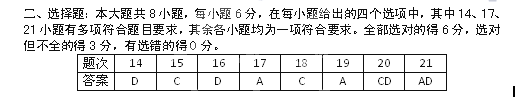 二、选择题：本大题共8小题，每小题6分，在每小题给出的四个选项中，其中14、17、
21小题有多项符合题目要求，其余各小题均为一项符合要求。全部选对的得6分，选对
但不全的得3分，有选错的得0分。
题次 14 15 16 17 18 19 20 21
答案 D C D A C A CD AD